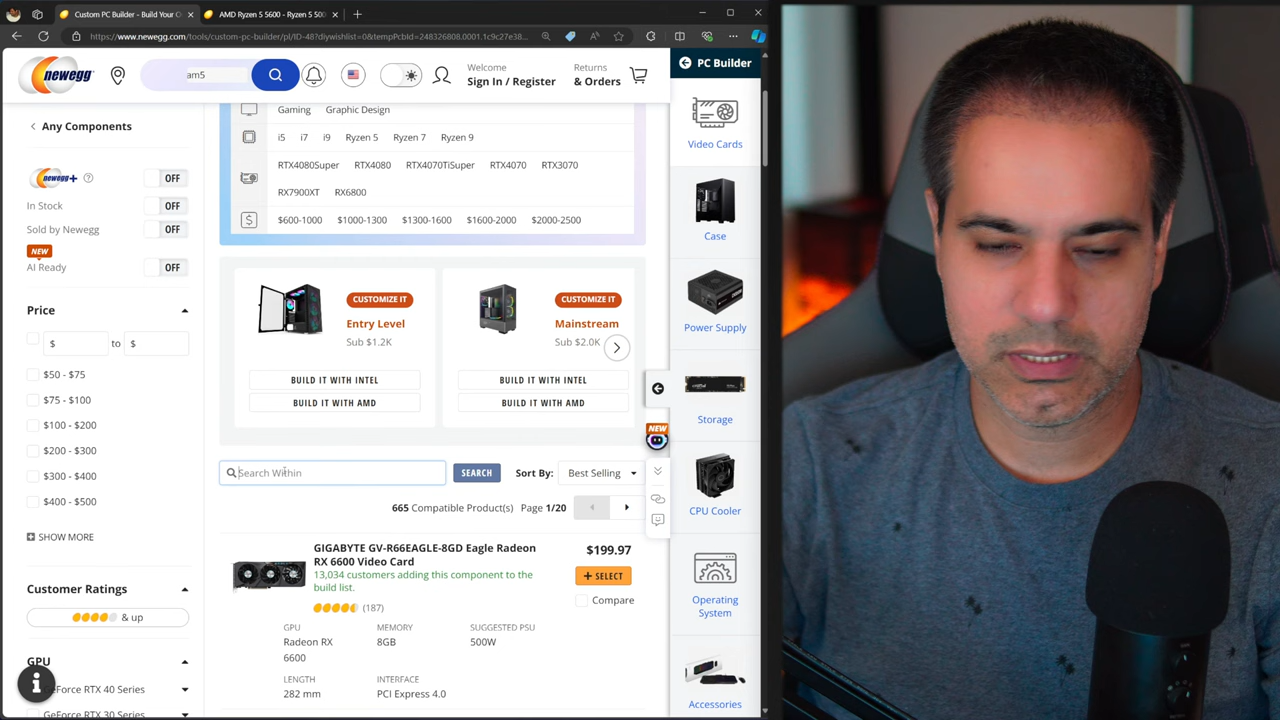 Custom PC Builder - Build Your O
AMD Ryzen 5 5600 - Ryzen 5 500
https://www.newegg.com/tools/custom-pc-builder/pl/ID-48?diywishlist=0&tempPcbId=248326808.0001.1c9c27e38...
newegg
am5
Welcome
Sign In / Register
Returns
& Orders
PC Builder
Any Components
newegg+
OFF
In Stock
OFF
Sold by Newegg
OFF
NEW
AI Ready
OFF
Price
$
to
$
$50 - $75
$75 - $100
$100 - $200
$200 - $300
$300 - $400
$400 - $500
SHOW MORE
Customer Ratings
& up
GPU
GeForce RTX 40 Series
GeForce RTX 30 Series
Gaming Graphic Design
i5 i7 i9 Ryzen 5 Ryzen 7 Ryzen 9
RTX4080Super RTX4080 RTX4070TiSuper RTX4070 RTX3070
RX7900XT RX6800
$600-1000 $1000-1300 $1300-1600 $1600-2000 $2000-2500
CUSTOMIZE IT
Entry Level
Sub $1.2K
BUILD IT WITH INTEL
BUILD IT WITH AMD
CUSTOMIZE IT
Mainstream
Sub $2.0K
BUILD IT WITH INTEL
BUILD IT WITH AMD
NEW
Search Within
SEARCH
Sort By:
Best Selling
665 Compatible Product(s) Page 1/20
GIGABYTE GV-R66EAGLE-8GD Eagle Radeon
RX 6600 Video Card
13,034 customers adding this component to the
build list.
(187)
$199.97
+ SELECT
Compare
GPU
Radeon RX
6600
MEMORY
8GB
SUGGESTED PSU
500W
LENGTH
282 mm
INTERFACE
PCI Express 4.0
Video Cards
Case
Power Supply
Storage
CPU Cooler
Operating
System
Accessories